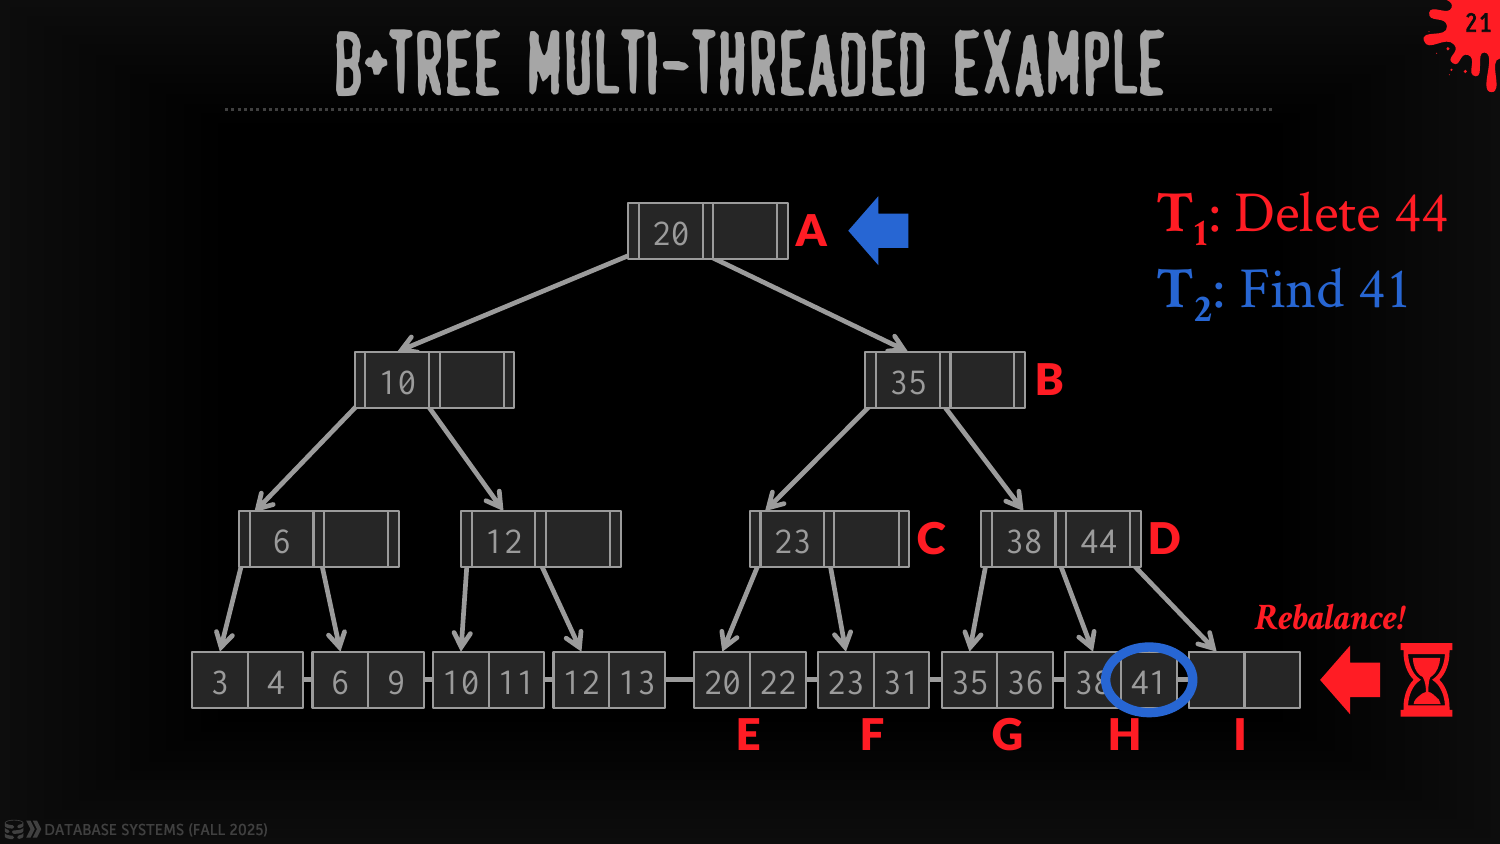 21
B+TREE MULTI-THREADED EXAMPLE
T1: Delete 44
T2: Find 41
20 A
10
35 B
6
12
23 C
38 44 D
Rebalance!
3 4
6 9
10 11
12 13
20 22
23 31
35 36
38 41
E
F
G
H
I
DATABASE SYSTEMS (FALL 2025)